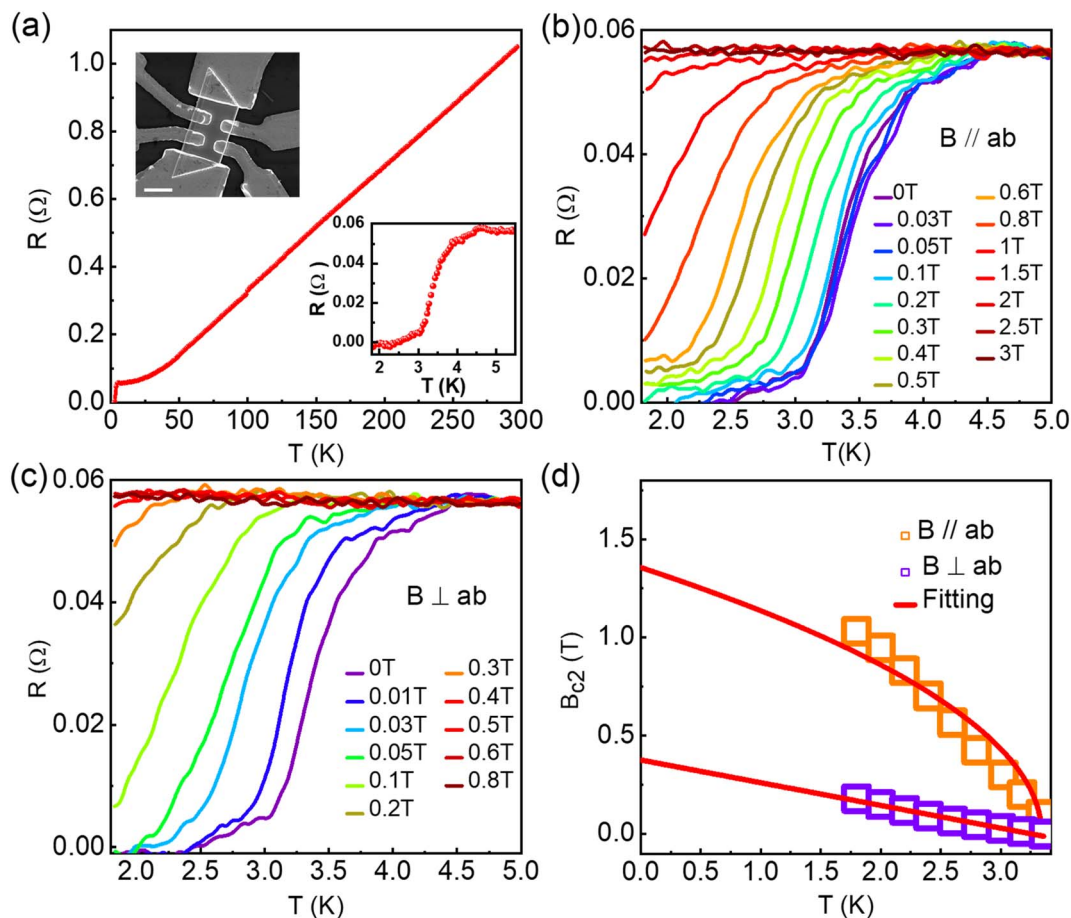 (a)
R (Ω)
1.0
0.8
0.6
0.4
0.2
0.0
0 50 100 150 200 250 300
T (K)
R (Ω)
0.06
0.04
0.02
0.00
2 3 4 5
T (K)
(b)
R (Ω)
0.06
0.04
0.02
0.00
B // ab
0T
0.03T
0.05T
0.1T
0.2T
0.3T
0.4T
0.5T
0.6T
0.8T
1T
1.5T
2T
2.5T
3T
2.0 2.5 3.0 3.5 4.0 4.5 5.0
T(K)
(c)
R (Ω)
0.06
0.04
0.02
0.00
B ⊥ ab
0T
0.01T
0.03T
0.05T
0.1T
0.2T
0.3T
0.4T
0.5T
0.6T
0.8T
2.0 2.5 3.0 3.5 4.0 4.5 5.0
T (K)
(d)
Bc2 (T)
1.5
1.0
0.5
0.0
B // ab
B ⊥ ab
Fitting
0.0 0.5 1.0 1.5 2.0 2.5 3.0
T (K)